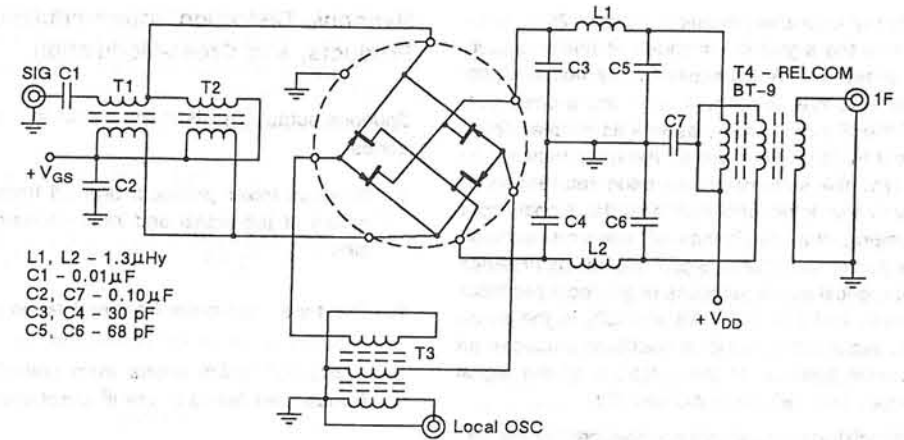 L1
SIG C1
T1
T2
C3
C5
T4 – RELCOM
BT-9
1F
C7
+ VGS
C2
C4
C6
L2
L1, L2 – 1.3μHy
C1 – 0.01μF
C2, C7 – 0.10μF
C3, C4 – 30 pF
C5, C6 – 68 pF
+ VDD
T3
Local OSC